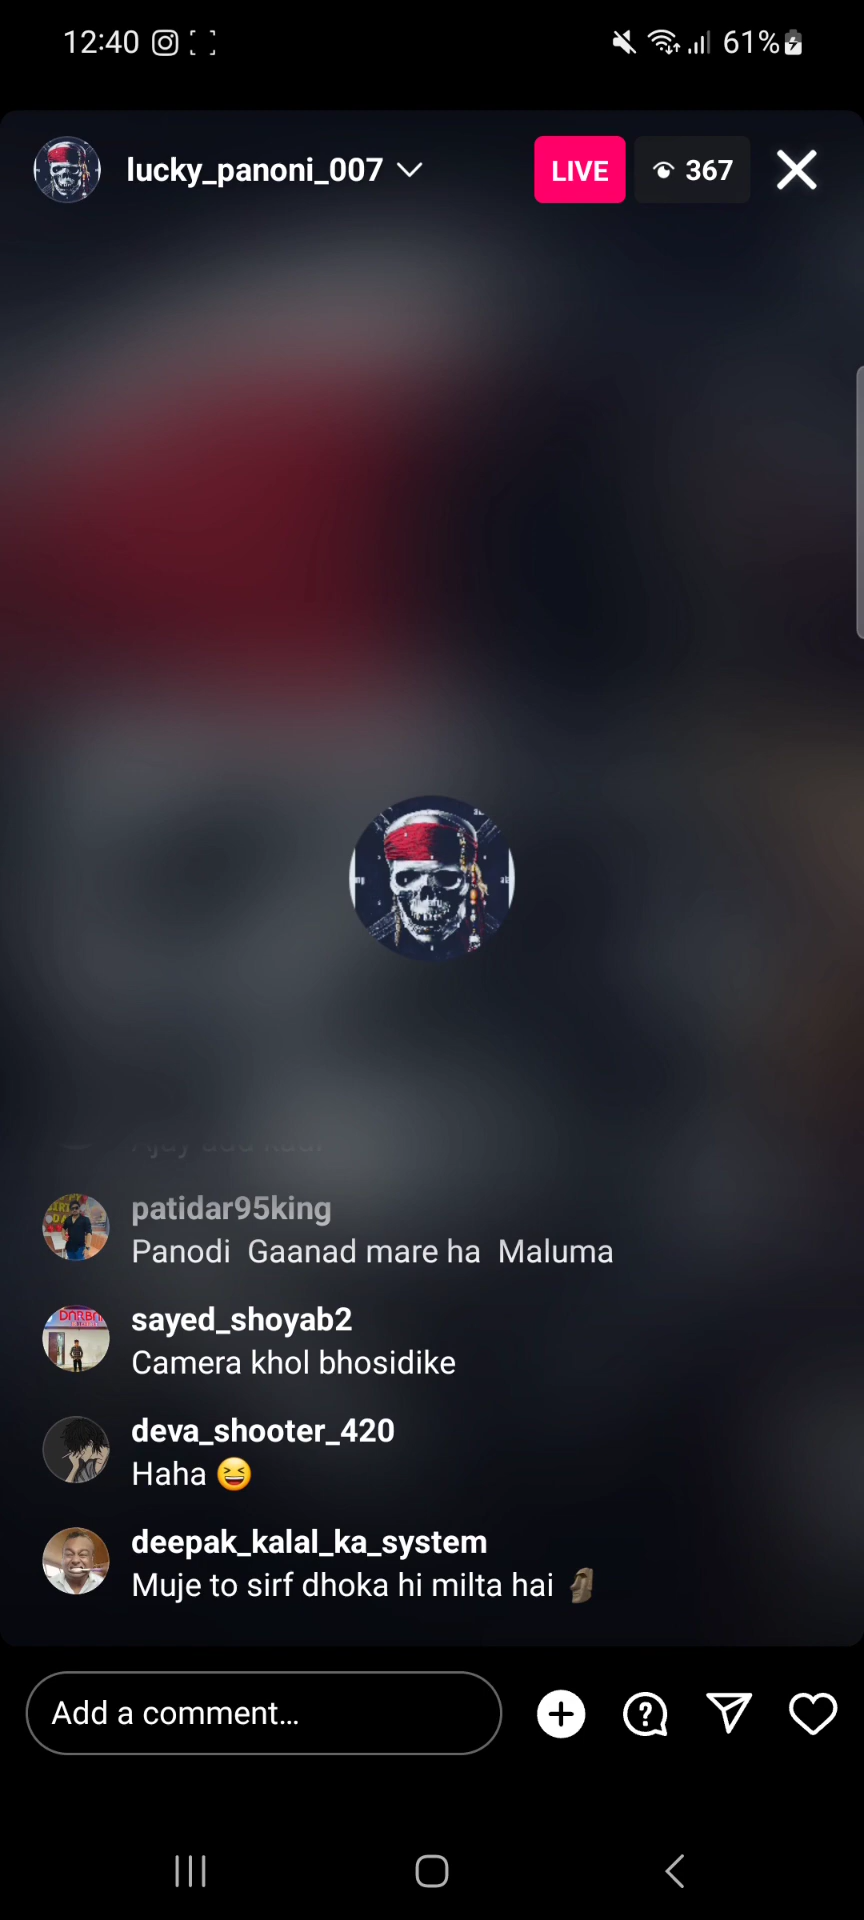 12:40
61%
lucky_panoni_007
LIVE
367
patidar95king
Panodi Gaanad mare ha Maluma
sayed_shoyab2
Camera khol bhosidike
deva_shooter_420
Haha 😆
deepak_kalal_ka_system
Muje to sirf dhoka hi milta hai 🗿
Add a comment...